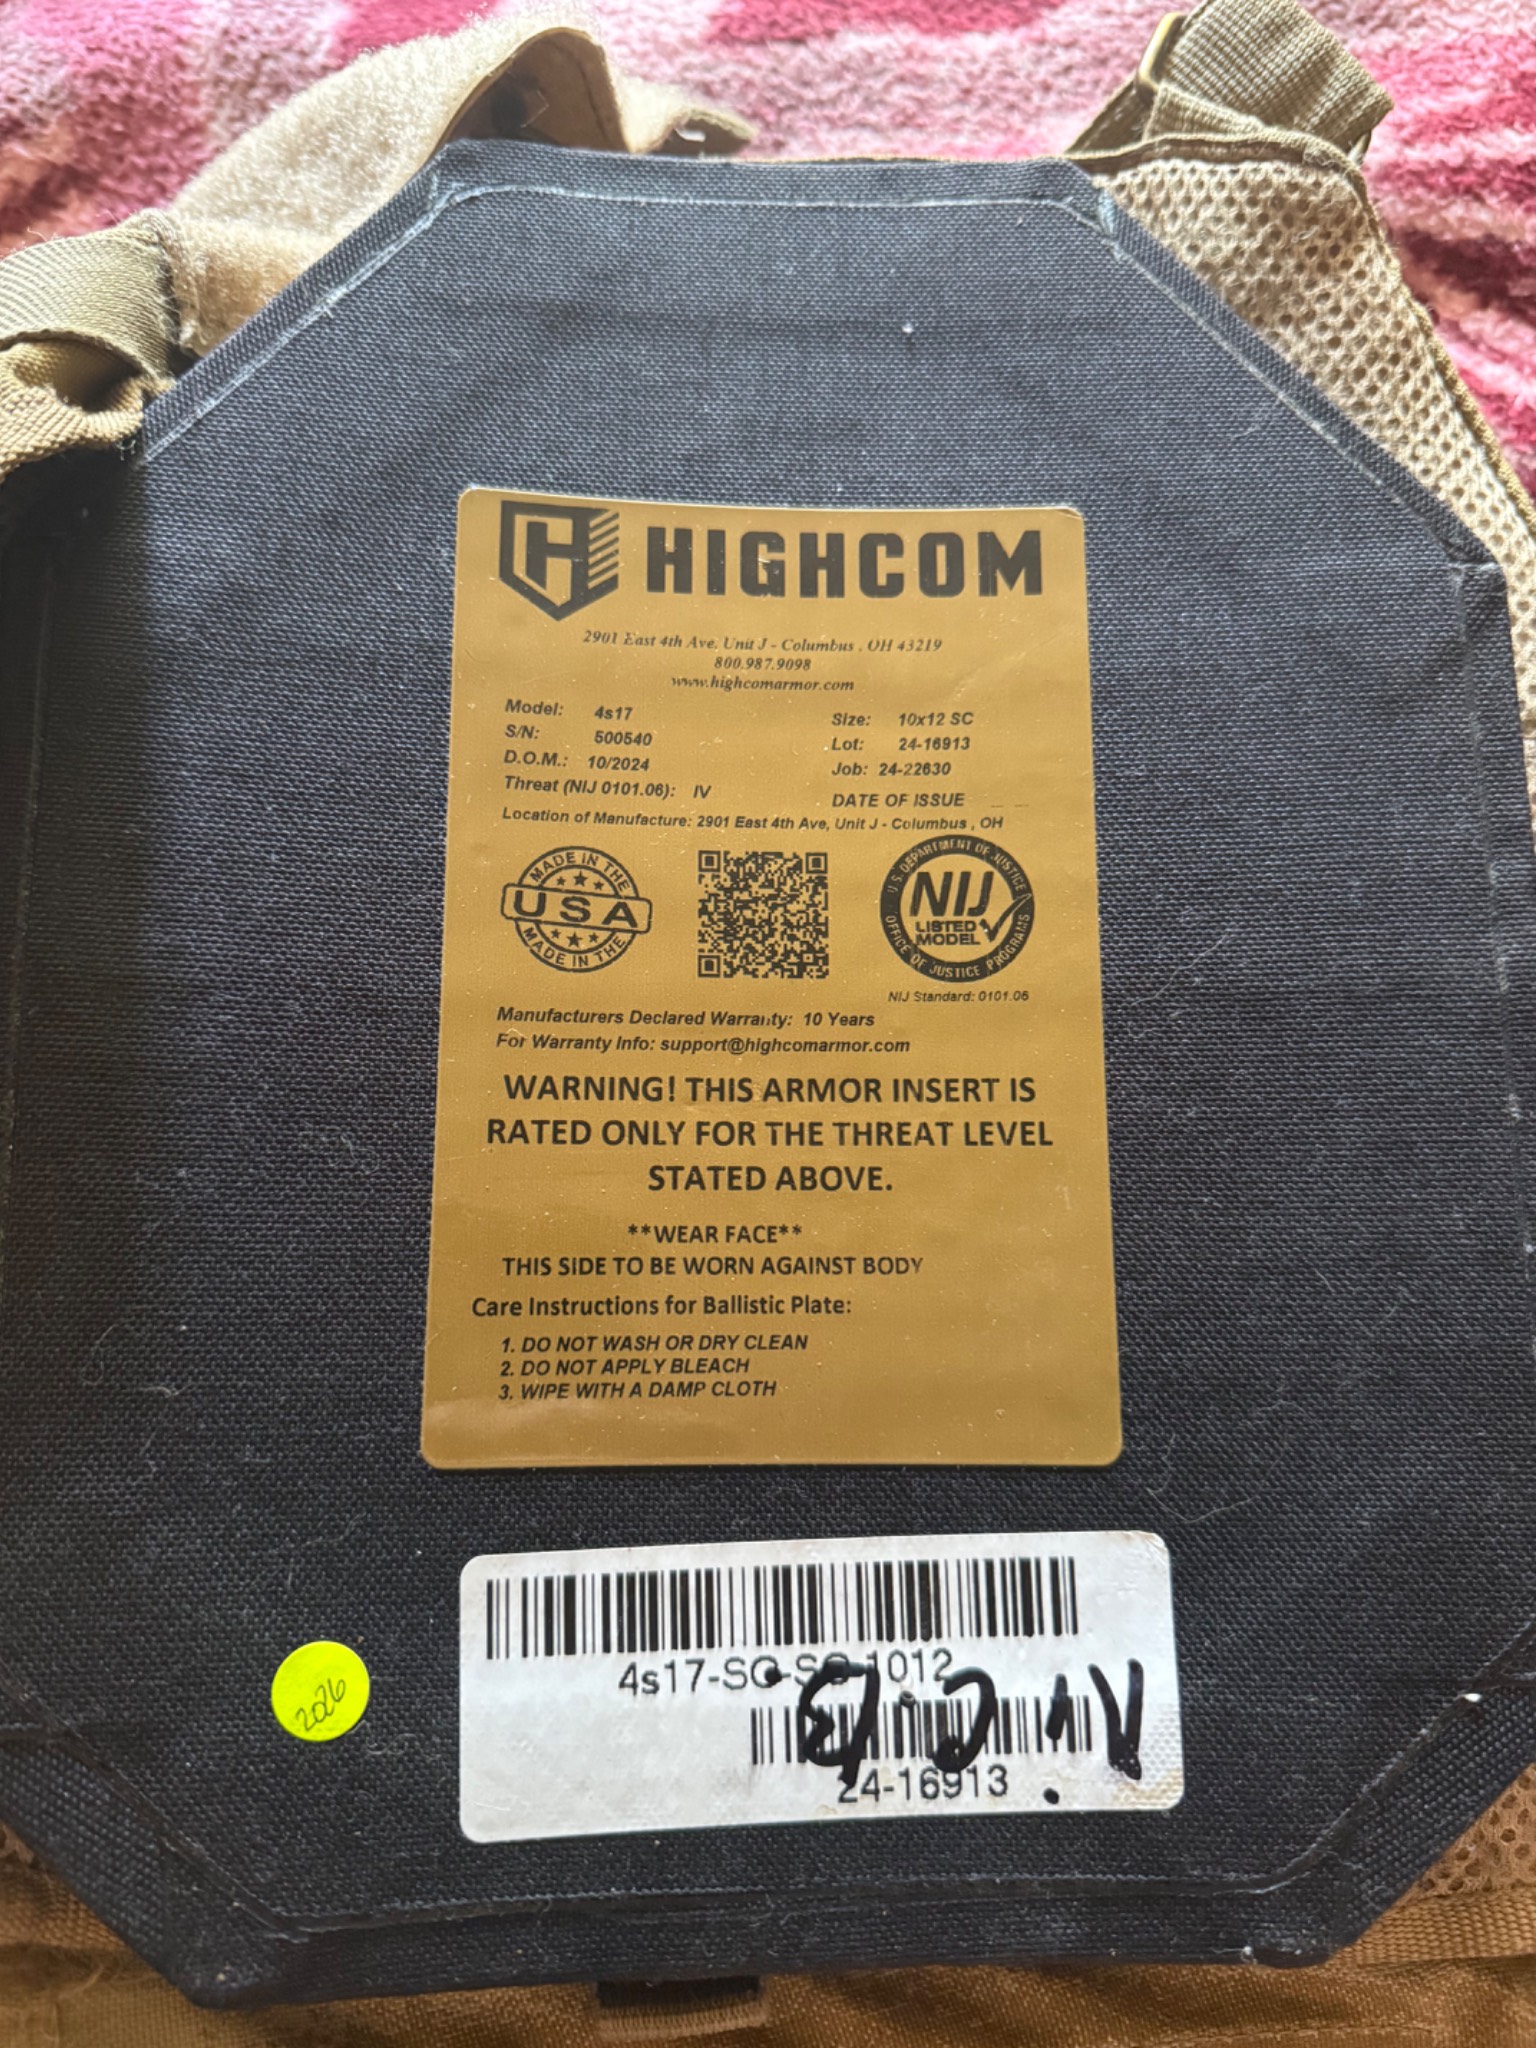 HIGHCOM
2901 East 4th Ave, Unit J - Columbus , OH 43219
800.987.9098
www.highcomarmor.com
Model: 4s17 Size: 10x12 SC
S/N: 500540 Lot: 24-16913
D.O.M.: 10/2024 Job: 24-22630
Threat (NIJ 0101.06): IV DATE OF ISSUE
Location of Manufacture: 2901 East 4th Ave, Unit J - Columbus , OH
MADE IN THE
USA
MADE IN THE
U.S. DEPARTMENT OF JUSTICE
NIJ
LISTED
MODEL
OFFICE OF JUSTICE PROGRAMS
NIJ Standard: 0101.06
Manufacturers Declared Warranty: 10 Years
For Warranty Info: support@highcomarmor.com
WARNING! THIS ARMOR INSERT IS
RATED ONLY FOR THE THREAT LEVEL
STATED ABOVE.
**WEAR FACE**
THIS SIDE TO BE WORN AGAINST BODY
Care Instructions for Ballistic Plate:
1. DO NOT WASH OR DRY CLEAN
2. DO NOT APPLY BLEACH
3. WIPE WITH A DAMP CLOTH
4s17-SC-SC-1012
24-16913
2026